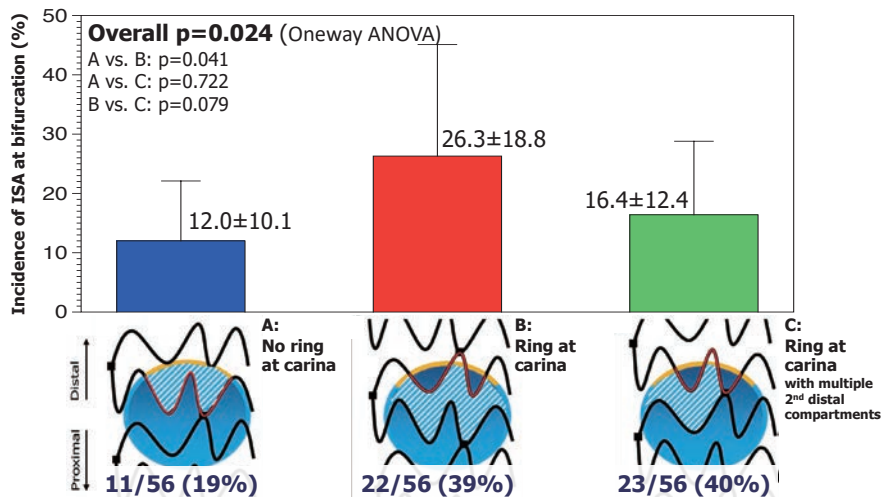 Incidence of ISA at bifurcation (%)
50
40
30
20
10
0
Overall p=0.024 (Oneway ANOVA)
A vs. B: p=0.041
A vs. C: p=0.722
B vs. C: p=0.079
12.0±10.1
26.3±18.8
16.4±12.4
Distal
Proximal
A:
No ring
at carina
B:
Ring at
carina
C:
Ring at
carina
with multiple
2nd distal
compartments
11/56 (19%)
22/56 (39%)
23/56 (40%)